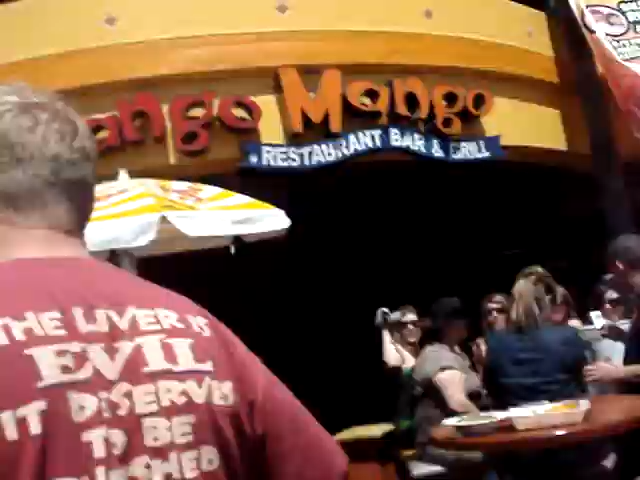 ango Mango
RESTAURANT BAR & GRILL
THE LIVER IS
EVIL
IT DESERVES
TO BE